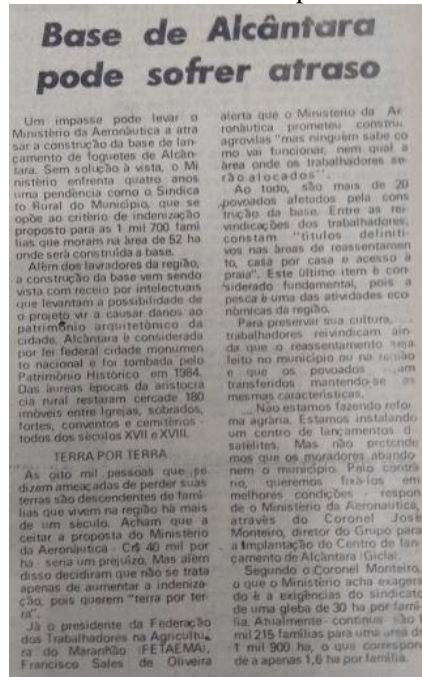 Base de Alcântara
pode sofrer atraso
Um impasse pode levar o
Ministério da Aeronáutica a atra
sar a construção da base de lan-
çamento de foguetes de Alcân-
tara. Sem solução à vista, o Mi
nistério enfrenta quatro anos
uma pendência como o Sindica
to Rural do Município, que se
opõe ao critério de indenização
proposto para as 1 mil 700 famí
lias que moram na área de 52 ha
onde será construída a base.
Além dos lavradores da região,
a construção da base vem sendo
vista com receio por intelectuais
que levantam a possibilidade de
o projeto vir a causar danos ao
patrimônio arquitetônico da
cidade. Alcântara é considerada
por lei federal cidade monumen
to nacional e foi tombada pelo
Patrimônio Histórico em 1984.
Das áureas épocas da aristocra
cia rural restaram cercade 180
imóveis entre Igrejas, sobrados,
fortes, conventos e cemitérios -
todos dos séculos XVII e XVIII.
TERRA POR TERRA
As oito mil pessoas que se
dizem ameaçadas de perder suas
terras são descendentes de famí-
lias que vivem na região há mais
de um século. Acham que a
ceitar a proposta do Ministério
da Aeronáutica - Cr$ 40 mil por
ha - seria um prejuízo. Mas além
disso decidiram que não se trata
apenas de aumentar a indeniza-
ção, pois querem "terra por ter
ra".
Já o presidente da Federação
dos Trabalhadores na Agricultu
ra do Maranhão (FETAEMA),
Francisco Sales de Oliveira
alerta que o Ministério da Ae
ronáutica prometeu construi
agrovilas "mas ninguém sabe co
mo vai funcionar, nem qual a
área onde os trabalhadores se
rão alocados".
Ao todo, são mais de 20
povoados afetados pela cons
trução da base. Entre as rei-
vindicações dos trabalhadores,
constam "títulos definiti
vos nas áreas de reassentamen
to, casa por casa e acesso à
praia". Este último item é con
siderado fundamental, pois a
pesca é uma das atividades eco
nômicas da região.
Para preservar sua cultura,
trabalhadores reivindicam ain
da que o reassentamento seja
feito no município ou na região
e que os povoados am
transferidos mantendo-se as
mesmas características.
Não estamos fazendo refor
ma agrária. Estamos instalando
um centro de lançamentos d
satélites. Mas não pretende
mos que os moradores aband
nem o município. Pelo contrá
rio, queremos fixá-los em
melhores condições - respon
de o Ministério da Aeronáutica,
através do Coronel José
Monteiro, diretor do Grupo para
a Implantação do Centro de lan-
çamento de Alcântara (Gicla).
Segundo o Coronel Monteiro,
o que o Ministério acha exagera
do é a exigências do sindicato
de uma gleba de 30 ha por famí
lia. Atualmente - continua são 1
mil 215 famílias para uma área de
1 mil 900 ha, o que correspon
de a apenas 1,6 ha por família.